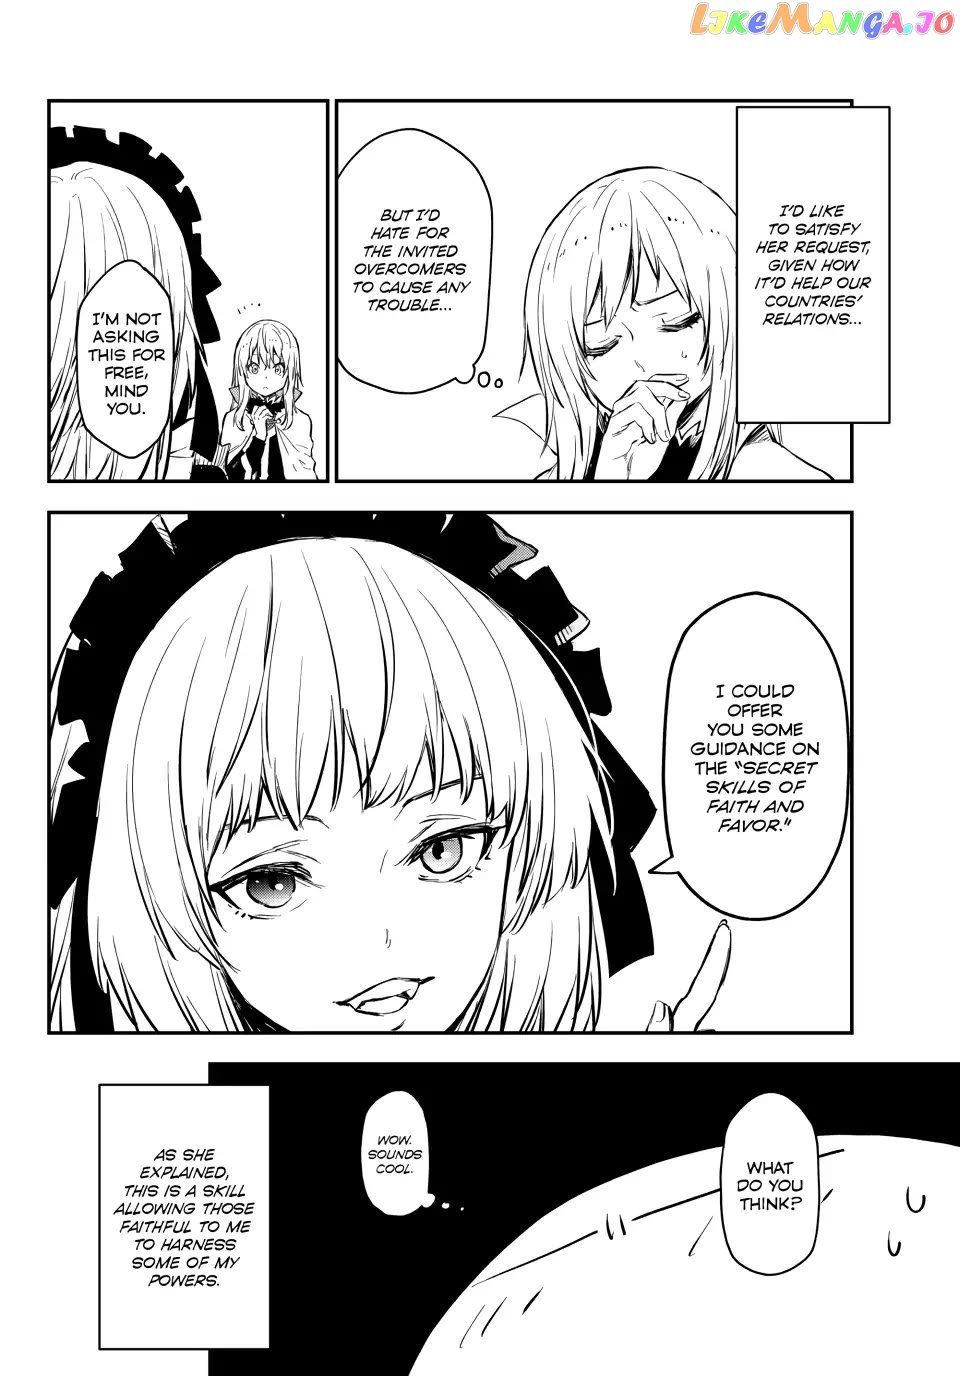 LIKEMANGA.IO
I'D LIKE
TO SATISFY
HER REQUEST,
GIVEN HOW
IT'D HELP OUR
COUNTRIES'
RELATIONS...
BUT I'D
HATE FOR
THE INVITED
OVERCOMERS
TO CAUSE ANY
TROUBLE...
I'M NOT
ASKING
THIS FOR
FREE,
MIND
YOU.
I COULD
OFFER
YOU SOME
GUIDANCE ON
THE "SECRET
SKILLS OF
FAITH AND
FAVOR."
WHAT
DO YOU
THINK?
WOW.
SOUNDS
COOL.
AS SHE
EXPLAINED,
THIS IS A SKILL
ALLOWING THOSE
FAITHFUL TO ME
TO HARNESS
SOME OF MY
POWERS.